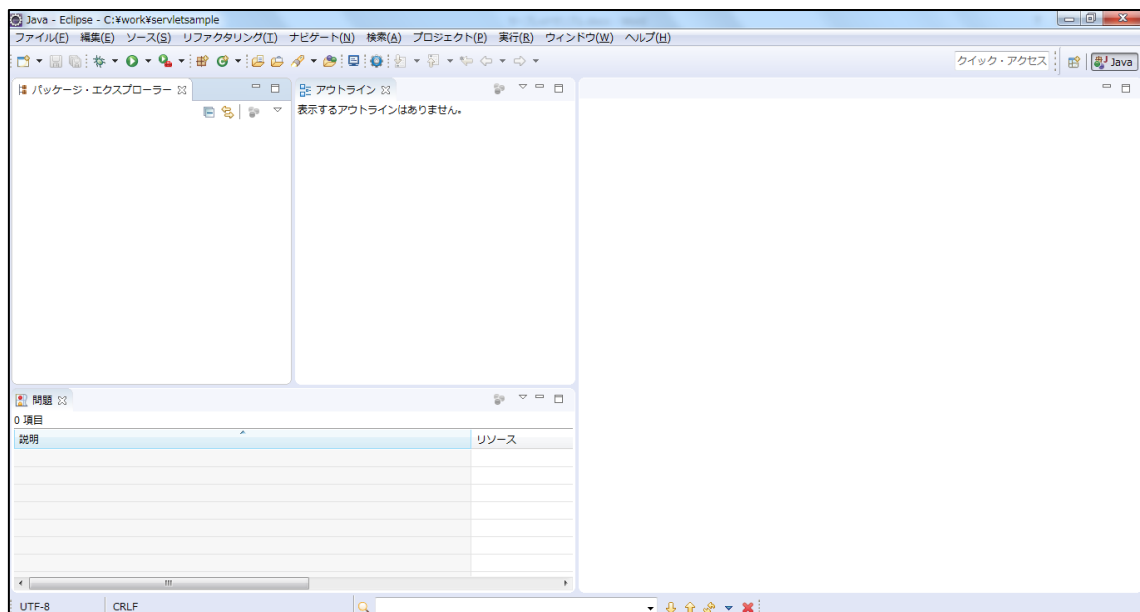 Java - Eclipse - C:¥work¥servletsample
ファイル(F) 編集(E) ソース(S) リファクタリング(T) ナビゲート(N) 検索(A) プロジェクト(P) 実行(R) ウィンドウ(W) ヘルプ(H)
クイック・アクセス Java
パッケージ・エクスプローラー アウトライン
表示するアウトラインはありません。
問題
0 項目
説明 リソース
UTF-8 CRLF